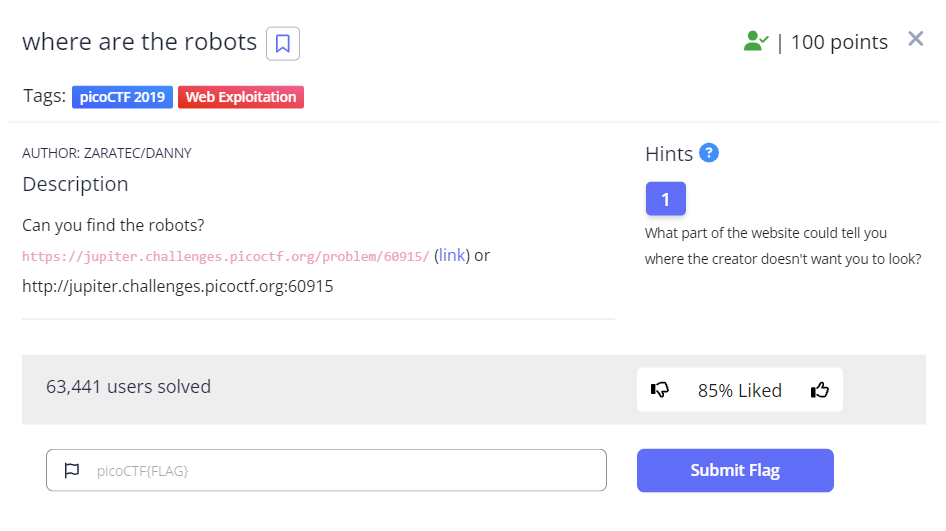 where are the robots
| 100 points
Tags: picoCTF 2019 Web Exploitation
AUTHOR: ZARATEC/DANNY
Description
Can you find the robots?
https://jupiter.challenges.picoctf.org/problem/60915/ (link) or
http://jupiter.challenges.picoctf.org:60915
Hints ?
1
What part of the website could tell you
where the creator doesn't want you to look?
63,441 users solved
85% Liked
picoCTF{FLAG}
Submit Flag